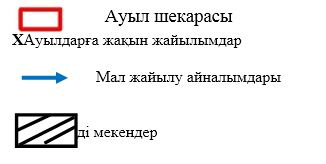 Ауыл шекарасы
ХАуылдарға жақын жайылымдар
Мал жайылу айналымдары
ді мекендер